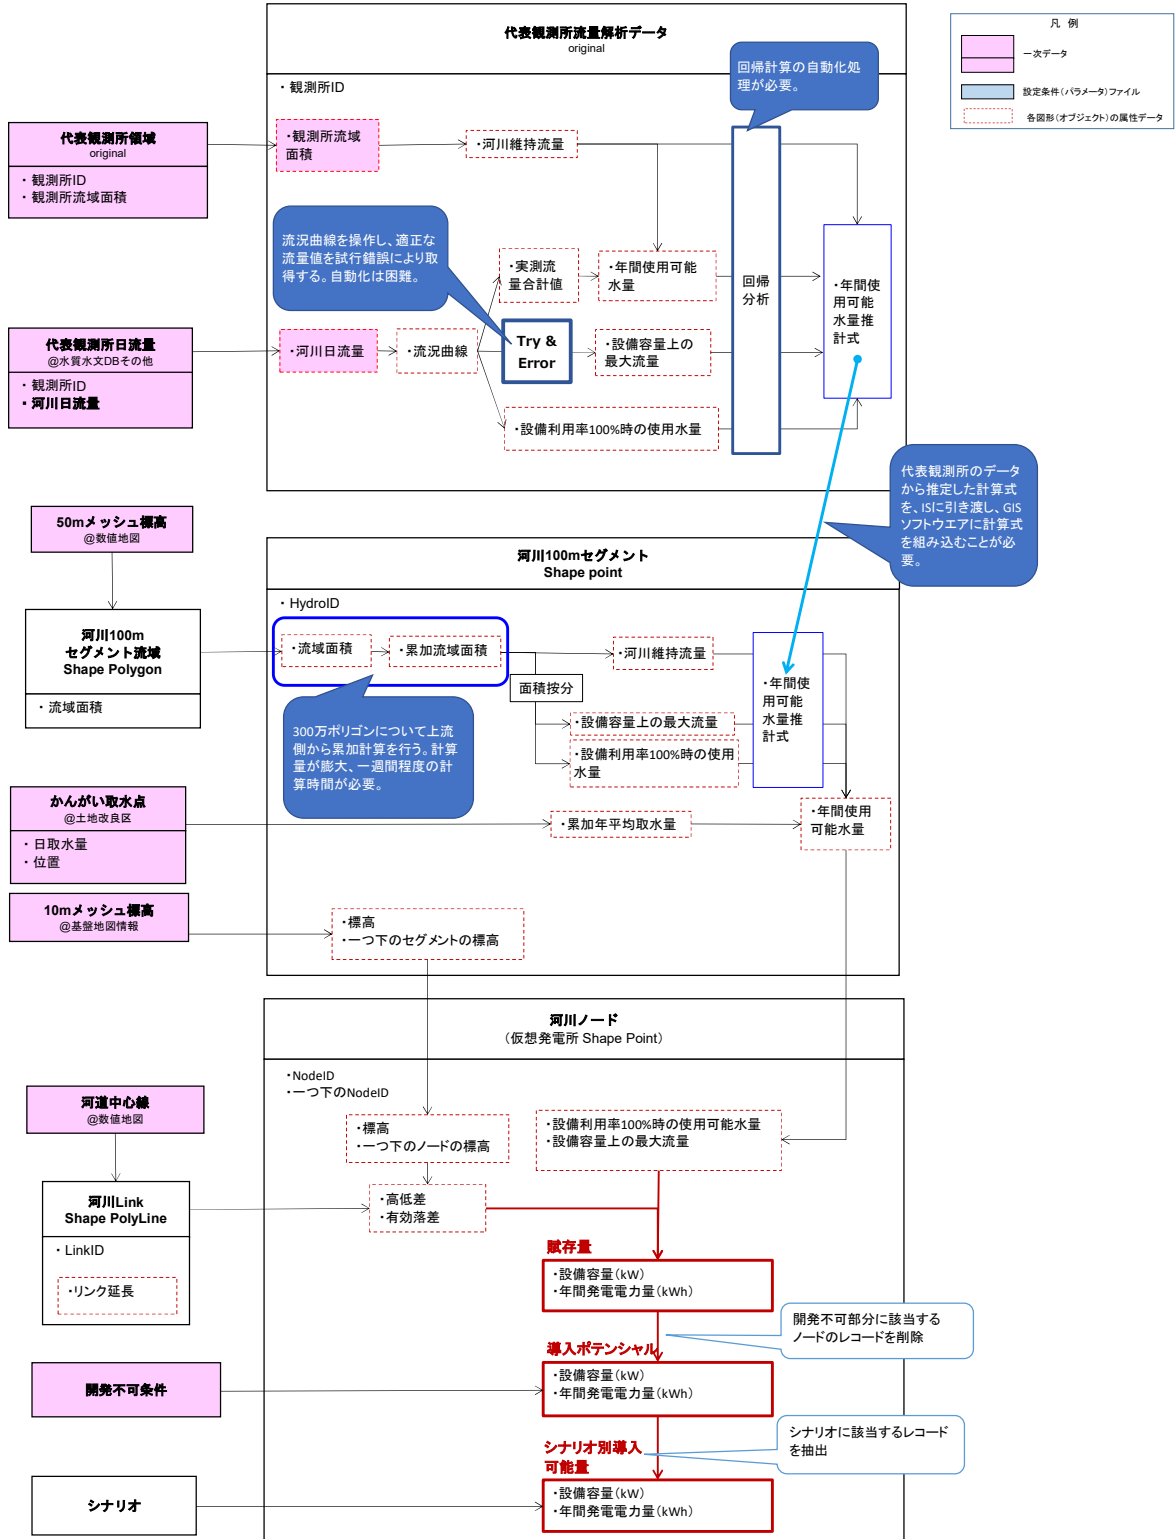 代表観測所流量解析データ
original
・ 観測所ID
凡 例
一次データ
設定条件(パラメータ)ファイル
各図形(オブジェクト)の属性データ
回帰計算の自動化処
理が必要。
代表観測所領域
original
・ 観測所ID
・ 観測所流域面積
・観測所流域
面積
・河川維持流量
流況曲線を操作し、適正な
流量値を試行錯誤により取
得する。自動化は困難。
・実測流
量合計値
・年間使用可能
水量
回帰
分析
・年間使
用可能
水量推
計式
代表観測所日流量
@水質水文DBその他
・ 観測所ID
・ 河川日流量
・河川日流量
・流況曲線
Try &
Error
・設備容量上の
最大流量
・設備利用率100%時の使用水量
代表観測所のデータ
から推定した計算式
を、ISに引き渡し、GIS
ソフトウエアに計算式
を組み込むことが必
要。
50mメッシュ標高
@数値地図
河川100mセグメント
Shape point
・ HydroID
河川100m
セグメント流域
Shape Polygon
・ 流域面積
・流域面積
・累加流域面積
・河川維持流量
面積按分
・年間使
用可能
水量推
計式
・設備容量上の最大流量
・設備利用率100%時の使用
水量
300万ポリゴンについて上流
側から累加計算を行う。計算
量が膨大、一週間程度の計
算時間が必要。
かんがい取水点
@土地改良区
・ 日取水量
・ 位置
・累加年平均取水量
・年間使用
可能水量
10mメッシュ標高
@基盤地図情報
・標高
・一つ下のセグメントの標高
河川ノード
(仮想発電所 Shape Point)
・NodeID
・一つ下のNodeID
河道中心線
@数値地図
・標高
・一つ下のノードの標高
・設備利用率100%時の使用可能水量
・設備容量上の最大流量
河川Link
Shape PolyLine
・ LinkID
・リンク延長
・高低差
・有効落差
賦存量
・設備容量(kW)
・年間発電電力量(kWh)
開発不可部分に該当する
ノードのレコードを削除
導入ポテンシャル
開発不可条件
・設備容量(kW)
・年間発電電力量(kWh)
シナリオに該当するレコード
を抽出
シナリオ別導入
可能量
シナリオ
・設備容量(kW)
・年間発電電力量(kWh)